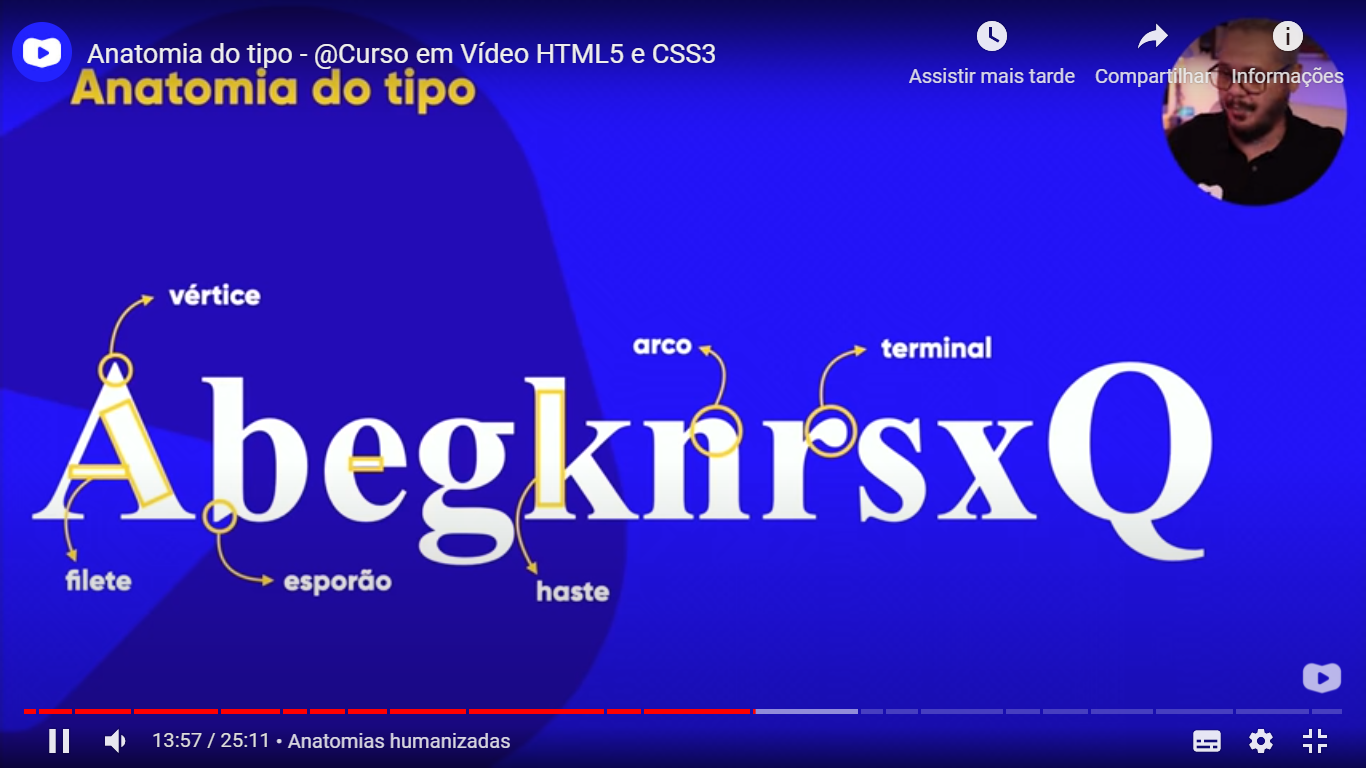 Anatomia do tipo - @Curso em Vídeo HTML5 e CSS3
Assistir mais tarde
Compartilhar
Informações
Anatomia do tipo
vértice
arco
terminal
AbegknrsxQ
filete
esporão
haste
13:57 / 25:11 • Anatomias humanizadas